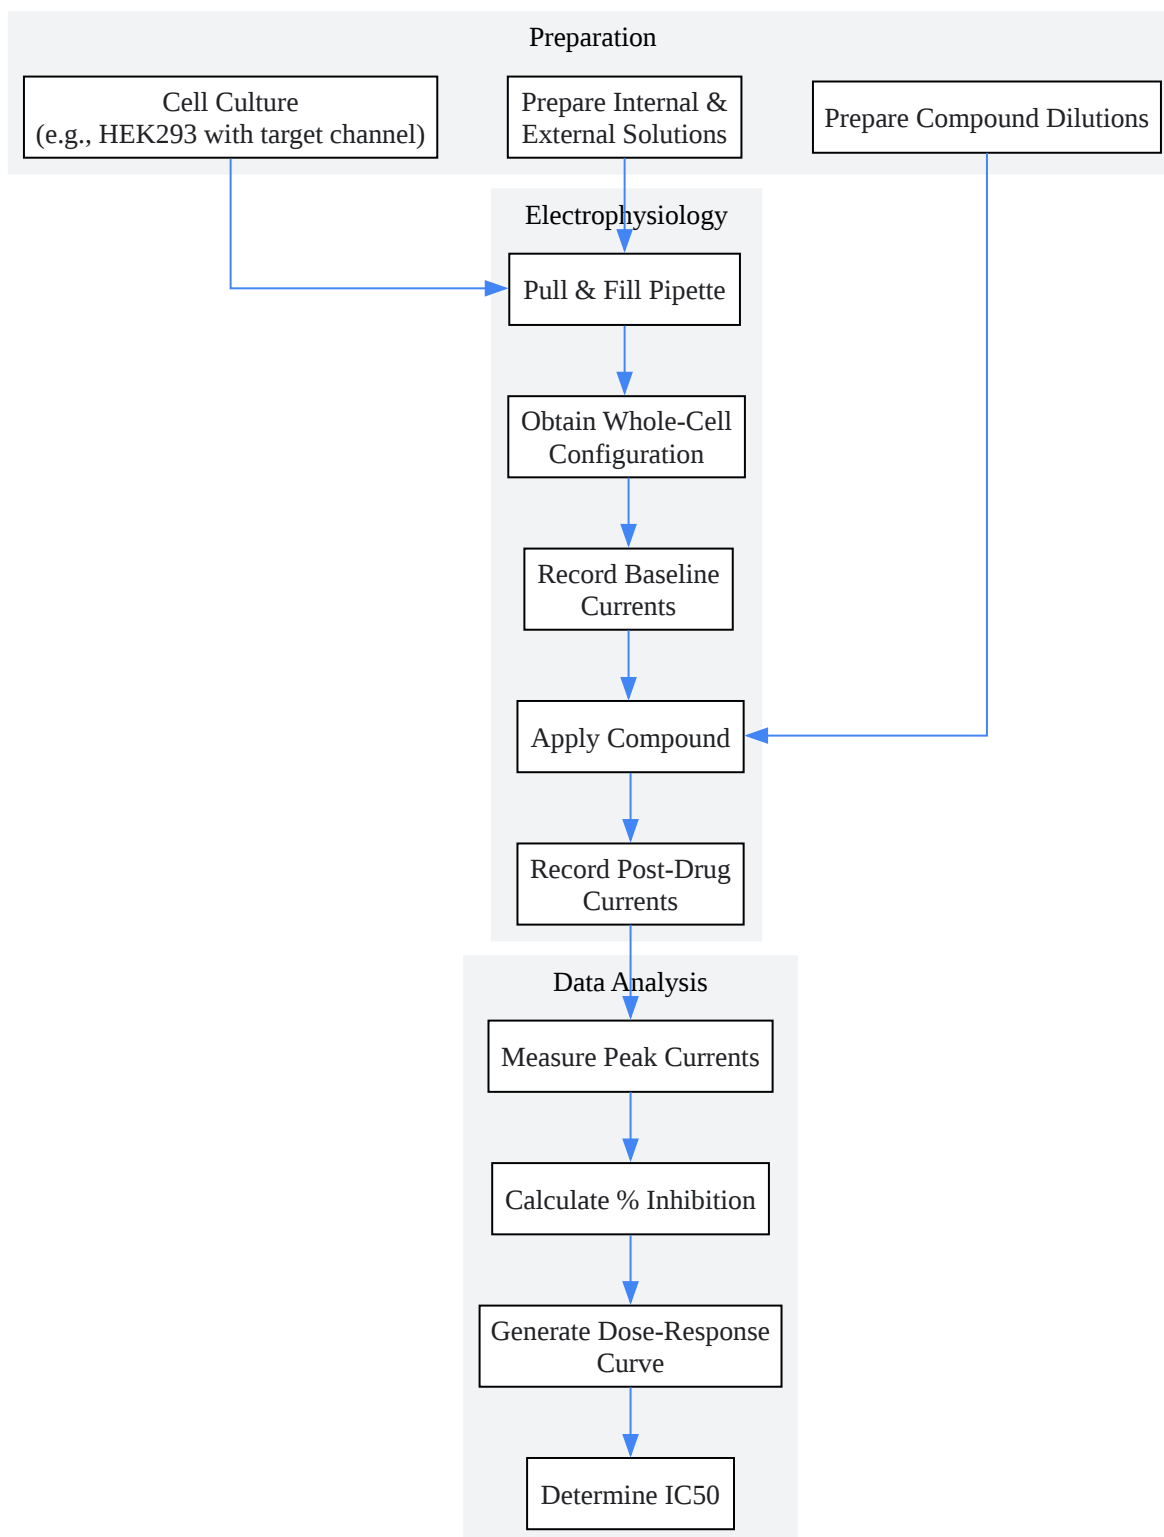 Preparation
Cell Culture
(e.g., HEK293 with target channel)
Prepare Internal &
External Solutions
Prepare Compound Dilutions
Electrophysiology
Pull & Fill Pipette
Obtain Whole-Cell
Configuration
Record Baseline
Currents
Apply Compound
Record Post-Drug
Currents
Data Analysis
Measure Peak Currents
Calculate % Inhibition
Generate Dose-Response
Curve
Determine IC50